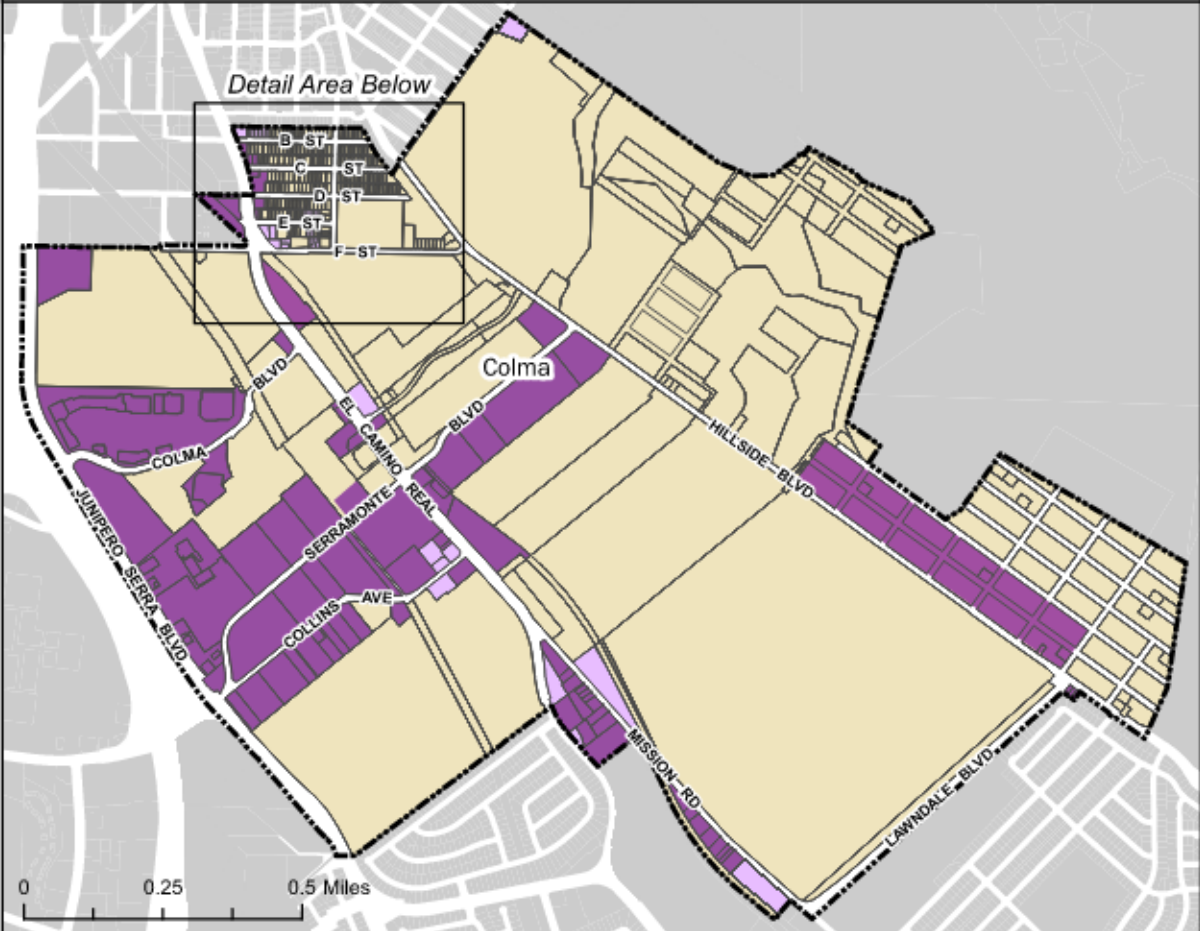 Detail Area Below
B ST
C ST
D ST
E ST
F ST
Colma
BLVD
COLMA
EL CAMINO REAL
BLVD
SERRAMONTE
HILLSIDE BLVD
JUNIPERO SERRA BLVD
COLLINS AVE
MISSION RD
LAWNDALE BLVD
0 0.25 0.5 Miles